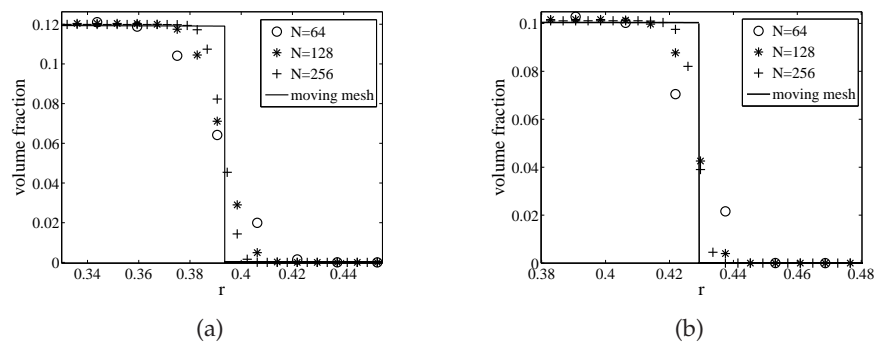 0.12
0.1
0.08
0.06
0.04
0.02
0
volume fraction
0.34 0.36 0.38 0.4 0.42 0.44
r
N=64
N=128
N=256
moving mesh
(a)
0.1
0.08
0.06
0.04
0.02
0
volume fraction
0.38 0.4 0.42 0.44 0.46 0.48
r
N=64
N=128
N=256
moving mesh
(b)